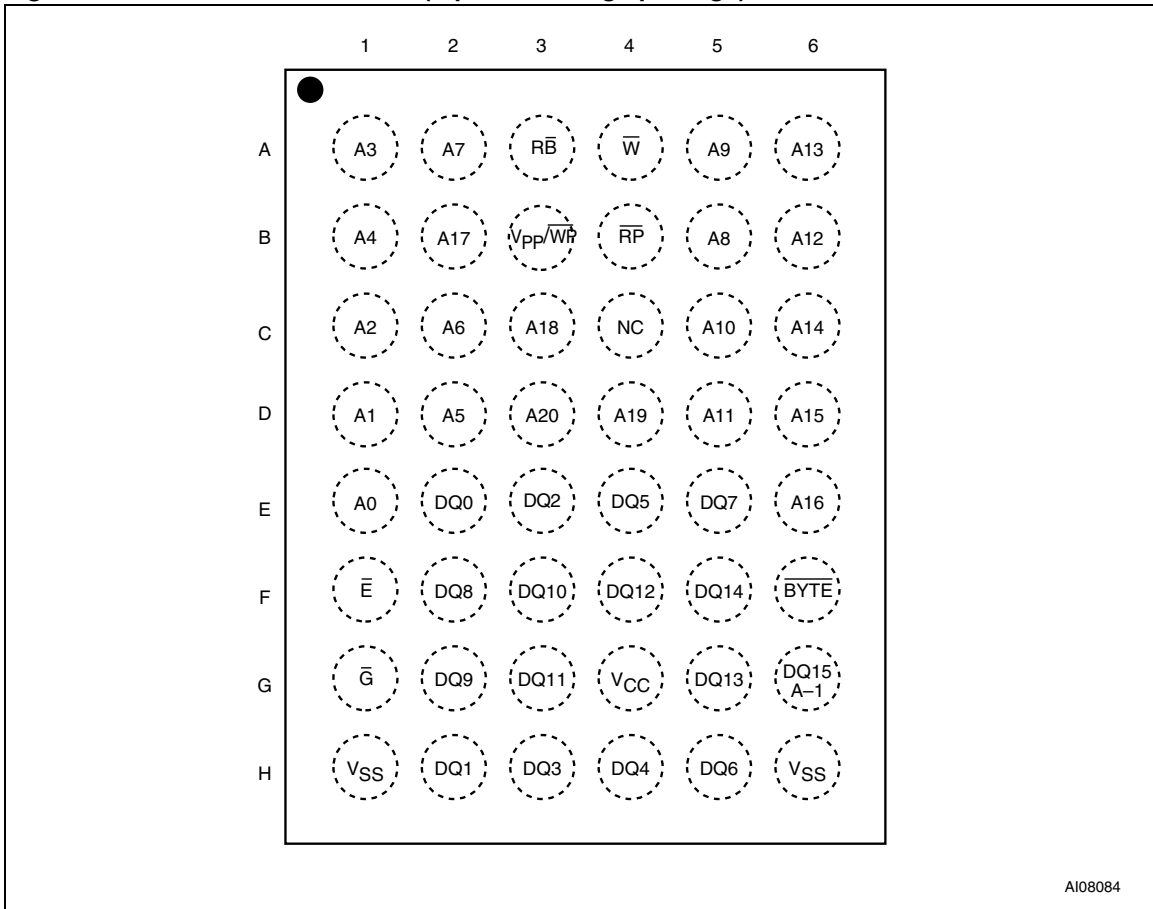 1 2 3 4 5 6
A A3 A7 RB̅ W̅ A9 A13
B A4 A17 VPP/W̅P̅ R̅P̅ A8 A12
C A2 A6 A18 NC A10 A14
D A1 A5 A20 A19 A11 A15
E A0 DQ0 DQ2 DQ5 DQ7 A16
F E̅ DQ8 DQ10 DQ12 DQ14 B̅Y̅T̅E̅
G G̅ DQ9 DQ11 VCC DQ13 DQ15 A–1
H VSS DQ1 DQ3 DQ4 DQ6 VSS
AI08084